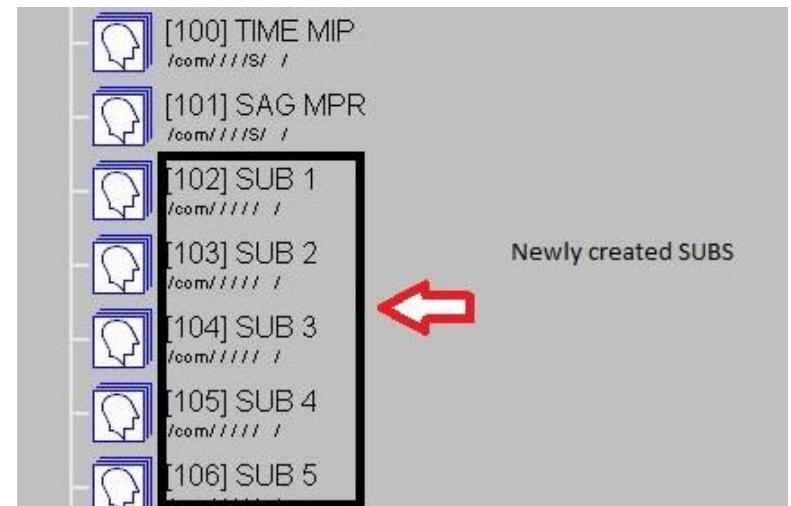 [100] TIME MIP
/com/ / / /S/ /
[101] SAG MPR
/com/ / / /S/ /
[102] SUB 1
/com/ / / / / /
[103] SUB 2
Newly created SUBS
/com/ / / / / /
[104] SUB 3
/com/ / / / / /
[105] SUB 4
/com/ / / / / /
[106] SUB 5